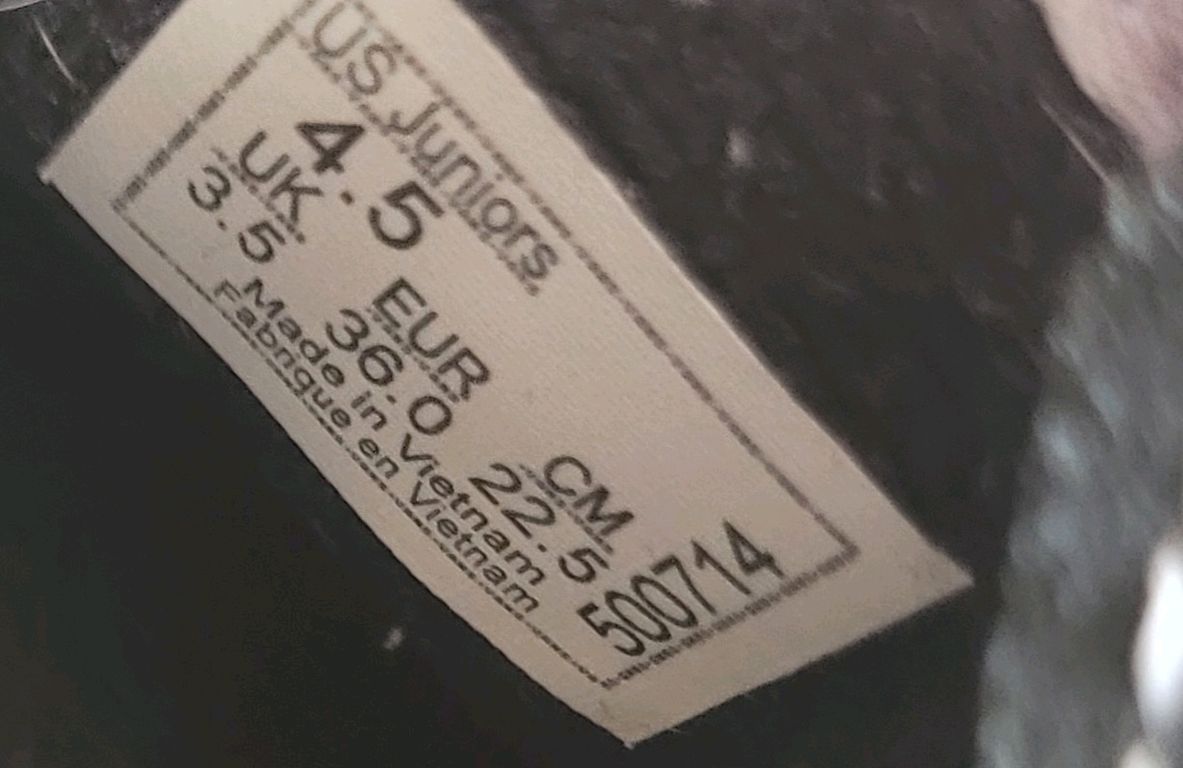 US Juniors
4.5
UK EUR CM
3.5 36.0 22.5
Made in Vietnam
Fabrique en Vietnam
500714